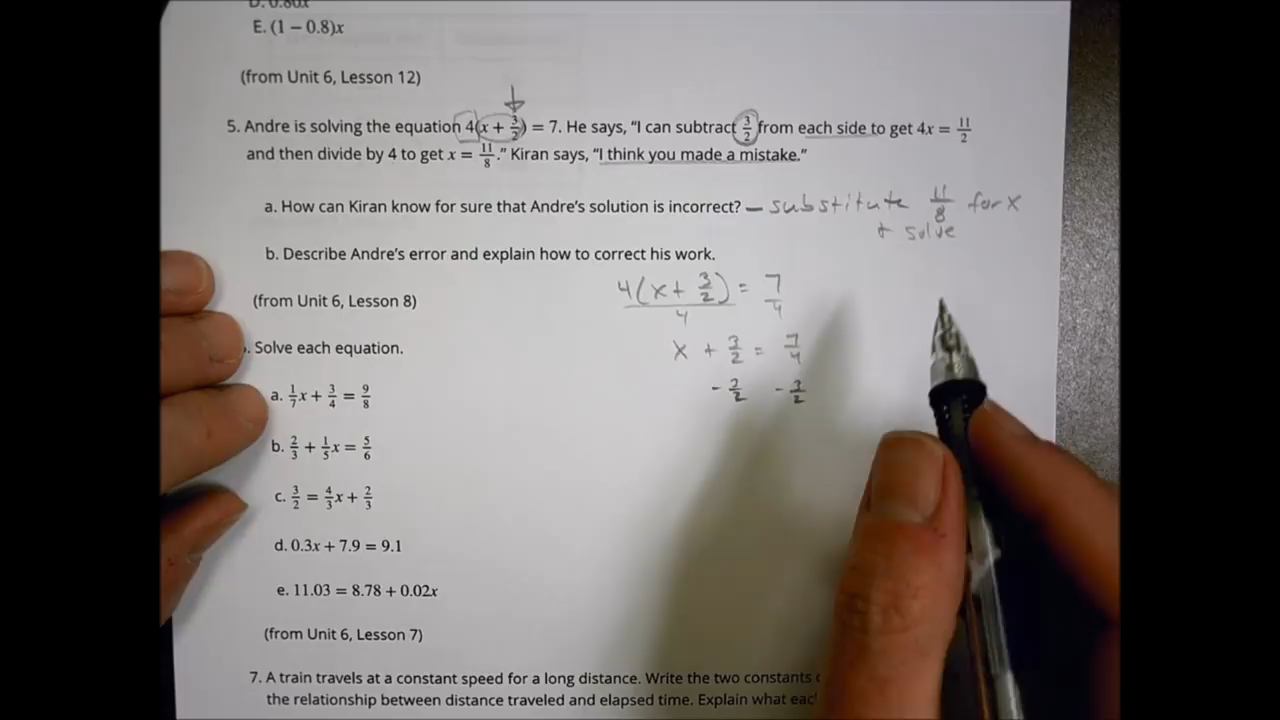 D. 0.80x
E. (1 – 0.8)x
(from Unit 6, Lesson 12)
5. Andre is solving the equation 4(x + 3/2) = 7. He says, “I can subtract 3/2 from each side to get 4x = 11/2
and then divide by 4 to get x = 11/8.” Kiran says, “I think you made a mistake.”
a. How can Kiran know for sure that Andre’s solution is incorrect? – substitute 11/8 for x
+ solve
b. Describe Andre’s error and explain how to correct his work.
4(x + 3/2)/4 = 7/4
(from Unit 6, Lesson 8)
x + 3/2 = 7/4
. Solve each equation.
- 3/2 - 3/2
a. 1/7x + 3/4 = 9/8
b. 2/3 + 1/5x = 5/6
c. 3/2 = 4/3x + 2/3
d. 0.3x + 7.9 = 9.1
e. 11.03 = 8.78 + 0.02x
(from Unit 6, Lesson 7)
7. A train travels at a constant speed for a long distance. Write the two constants
the relationship between distance traveled and elapsed time. Explain what